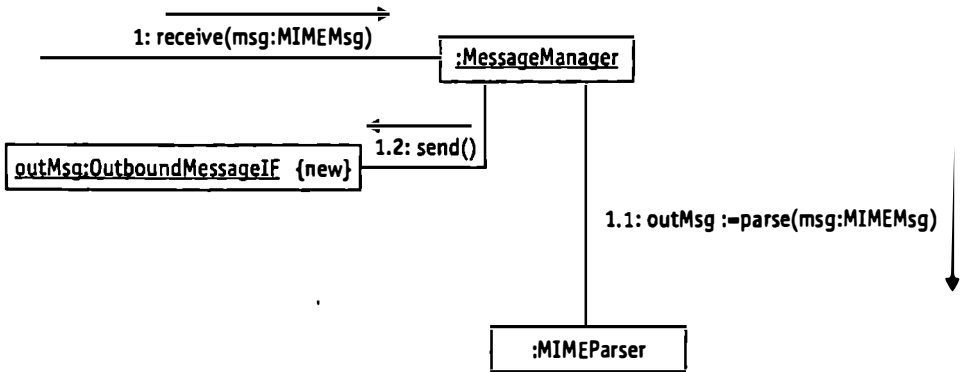 1: receive(msg:MIMEMsg)
:MessageManager
1.2: send()
outMsg:OutboundMessageIF {new}
1.1: outMsg :=parse(msg:MIMEMsg)
:MIMEParser